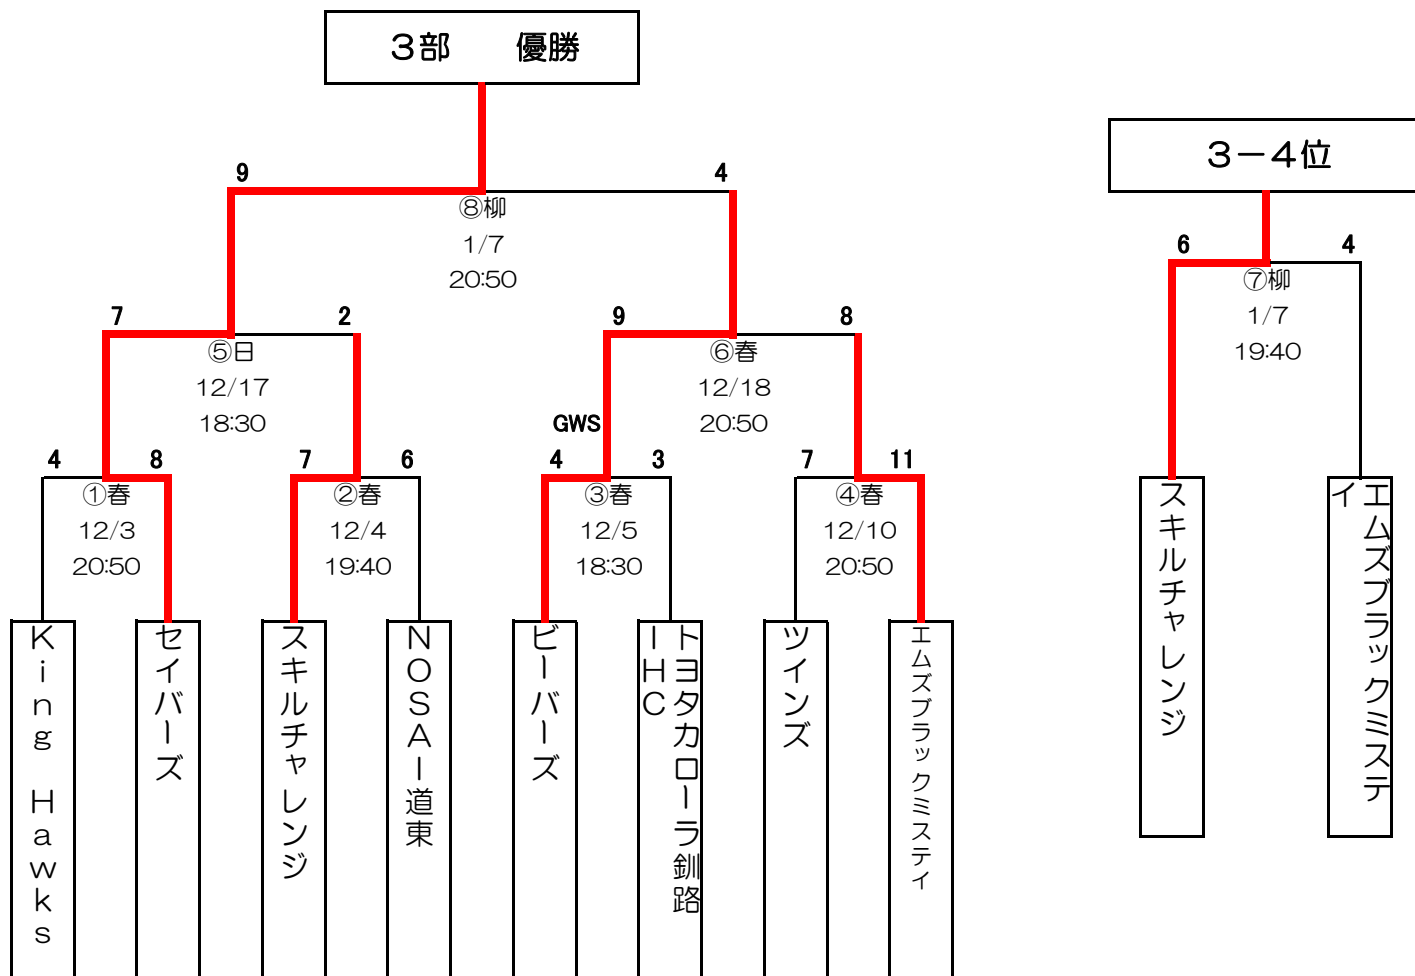 ３部　　優勝
9
4
⑧柳
1/7
20:50
7
2
9
8
⑤日
12/17
18:30
⑥春
12/18
20:50
GWS
4
8
7
6
4
3
7
11
①春
12/3
20:50
②春
12/4
19:40
③春
12/5
18:30
④春
12/10
20:50
Ｋｉｎｇ　Ｈａｗｋｓ
セイバーズ
スキルチャレンジ
ＮＯＳＡＩ道東
ビーバーズ
トヨタカローラ釧路
ＩＨＣ
ツインズ
エムズブラックミステイ
３－４位
6
4
⑦柳
1/7
19:40
スキルチャレンジ
エムズブラックミステ
イ